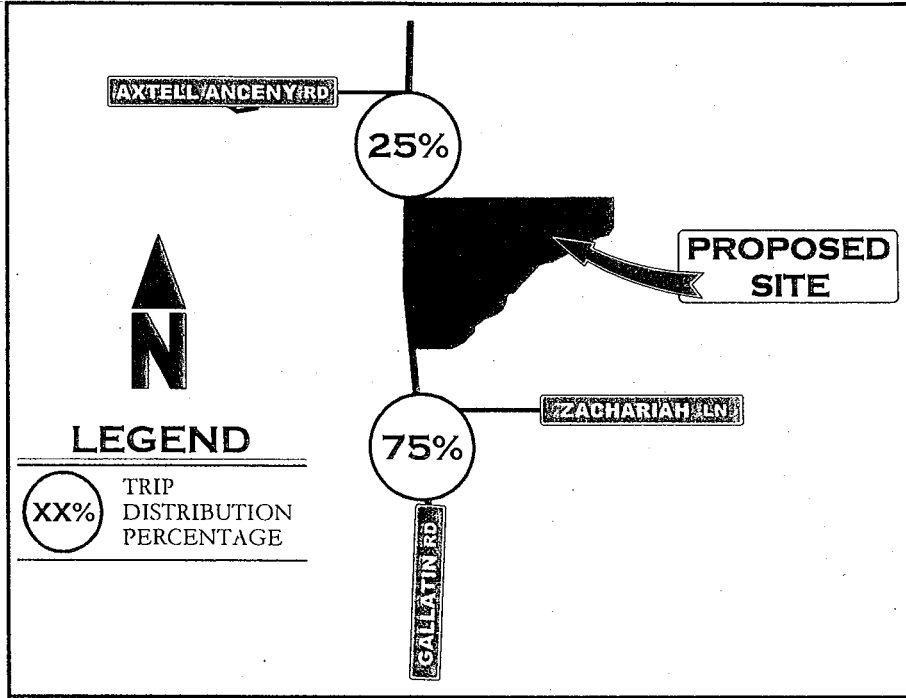 AXTELL ANCENY RD
25%
PROPOSED
SITE
N
ZACHARIAH LN
75%
LEGEND
XX%
TRIP
DISTRIBUTION
PERCENTAGE
GALLATIN RD